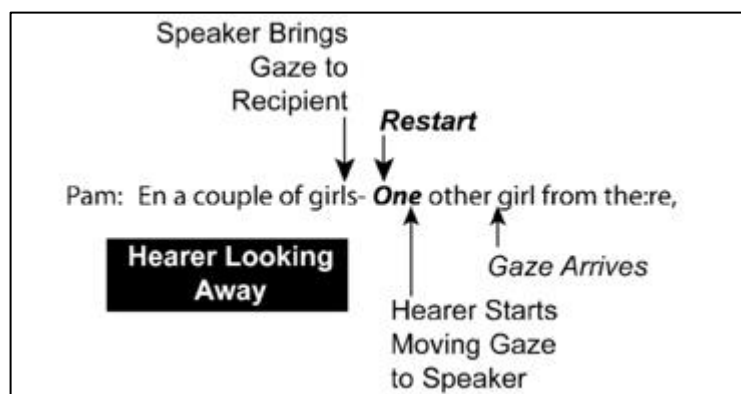 Speaker Brings
Gaze to
Recipient
Restart
Pam: En a couple of girls- One other girl from the:re,
Hearer Looking
Away
Gaze Arrives
Hearer Starts
Moving Gaze
to Speaker